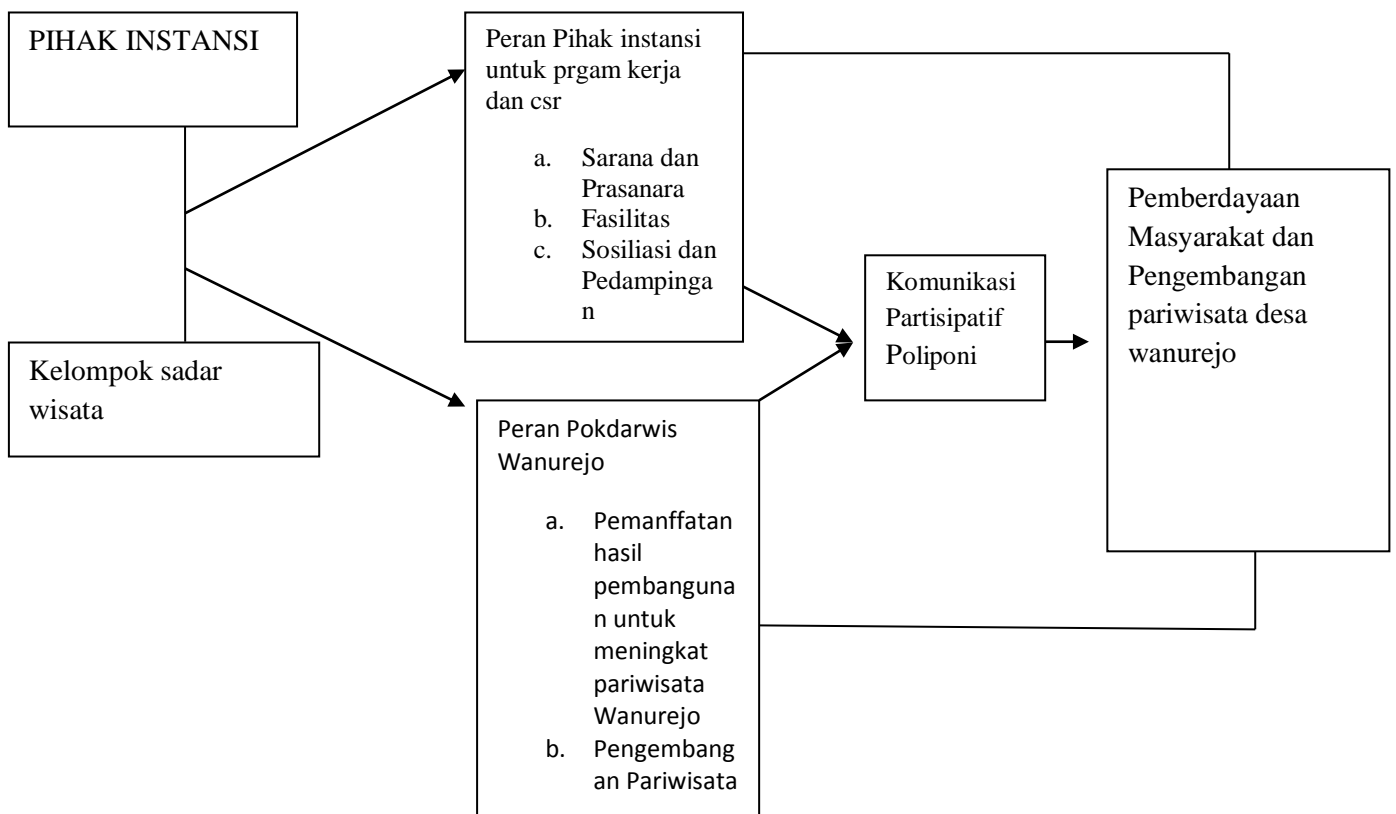 PIHAK INSTANSI
Kelompok sadar
wisata
Peran Pihak instansi
untuk prgam kerja
dan csr
a. Sarana dan
Prasanara
b. Fasilitas
c. Sosiliasi dan
Pedampinga
n
Peran Pokdarwis
Wanurejo
a. Pemanffatan
hasil
pembanguna
n untuk
meningkat
pariwisata
Wanurejo
b. Pengembang
an Pariwisata
Komunikasi
Partisipatif
Poliponi
Pemberdayaan
Masyarakat dan
Pengembangan
pariwisata desa
wanurejo